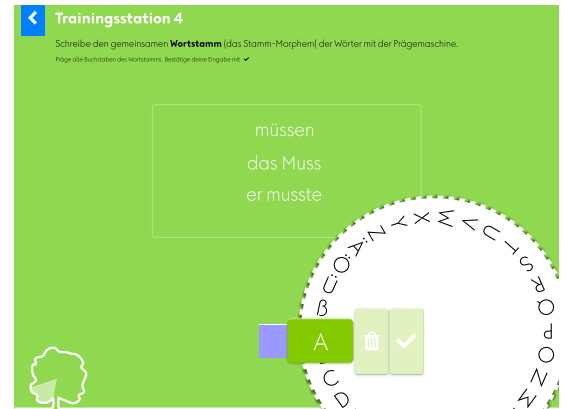 Trainingsstation 4
Schreibe den gemeinsamen Wortstamm (das Stamm-Morphem) der Wörter mit der Prägemaschine.
Präge alle Buchstaben des Wortstamms. Bestätige deine Eingabe mit ✔
müssen
das Muss
er musste
A
C D
M N O P Q R S T U V W X Y Z Ä Ö Ü ß